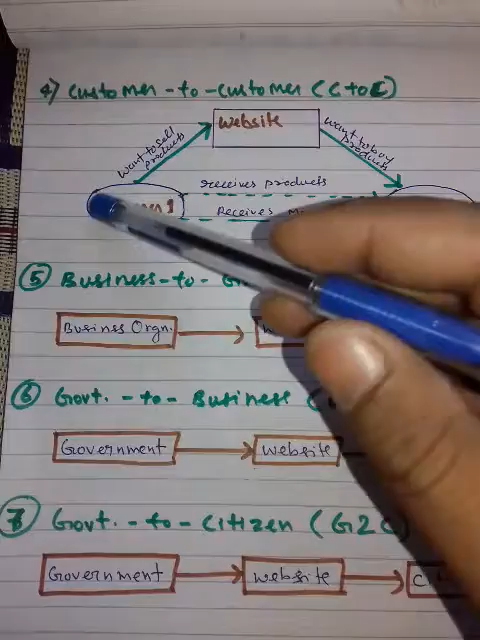 4) Customer-to-customer (C to C)
Website
Want to sell
products
Want to buy
products
receives products
Receives
5 Business-to-
Business Orgn.
6 Govt.-to-Business (
Government
Website
7 Govt.-to-Citizen (G2C)
Government
Website